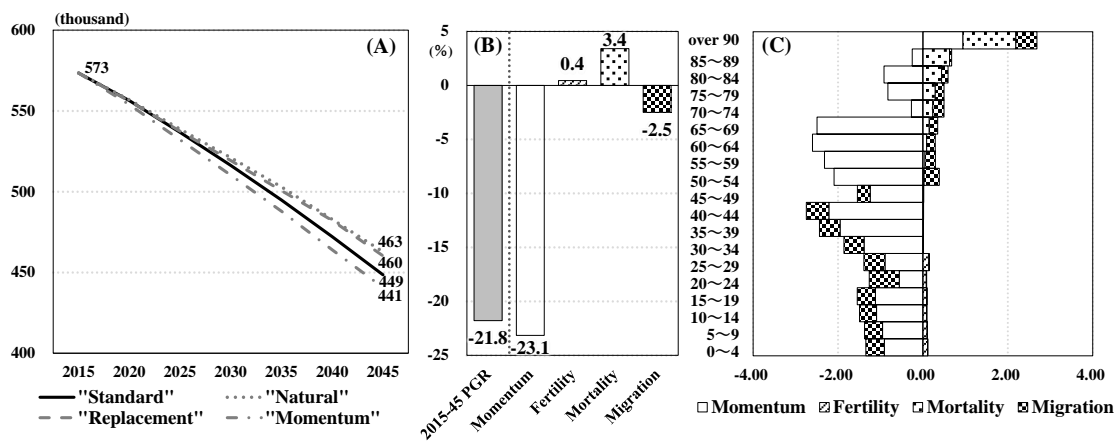 (thousand)
600
550
500
450
400
(A)
573
463
460
449
441
2015 2020 2025 2030 2035 2040 2045
"Standard" "Natural"
"Replacement" "Momentum"
5
(%)
0
-5
-10
-15
-20
-25
(B)
0.4
3.4
-2.5
-21.8
-23.1
2015-45 PGR
Momentum
Fertility
Mortality
Migration
(C)
over 90
85～89
80～84
75～79
70～74
65～69
60～64
55～59
50～54
45～49
40～44
35～39
30～34
25～29
20～24
15～19
10～14
5～9
0～4
-4.00 -2.00 0.00 2.00 4.00
Momentum Fertility Mortality Migration